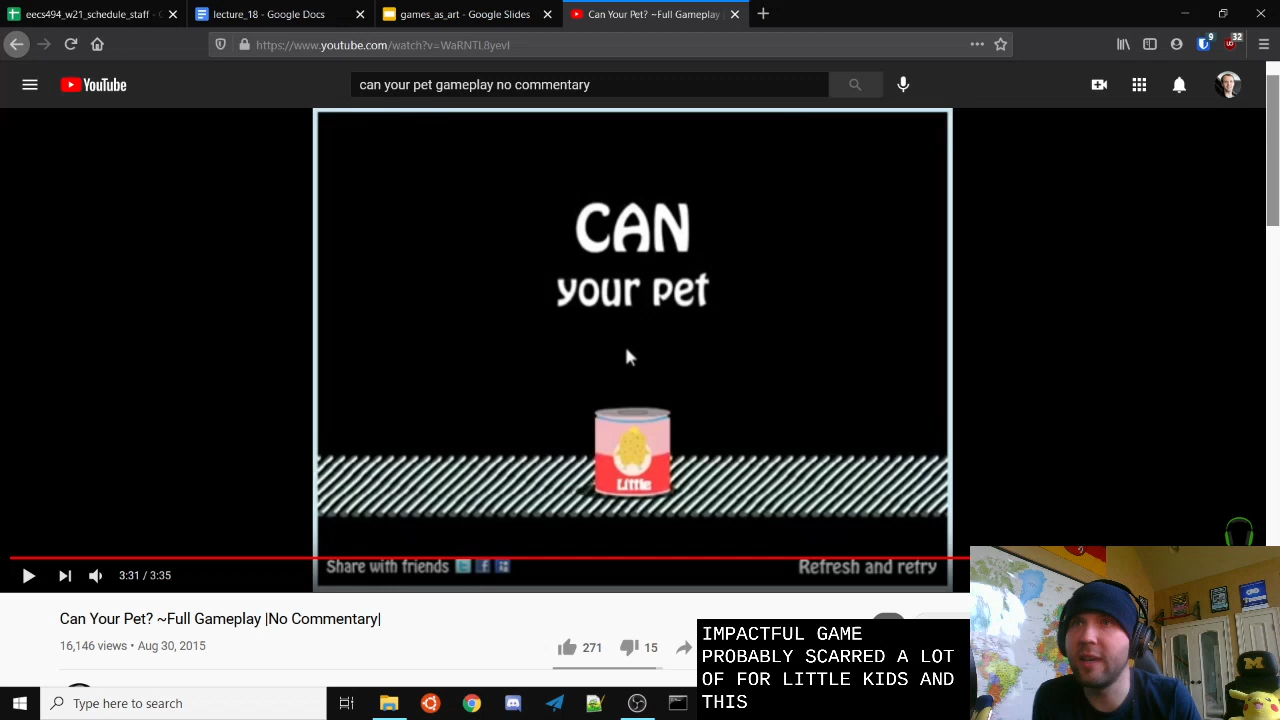 eecs494_w21_schedule_staff - G
lecture_18 - Google Docs
games_as_art - Google Slides
Can Your Pet? ~Full Gameplay |
https://www.youtube.com/watch?v=WaRNTL8yevI
9
32
YouTube
can your pet gameplay no commentary
CAN
your pet
Little
Share with friends
Refresh and retry
3:31 / 3:35
Can Your Pet? ~Full Gameplay |No Commentary|
16,146 views • Aug 30, 2015
271
15
IMPACTFUL GAME
PROBABLY SCARRED A LOT
OF FOR LITTLE KIDS AND
THIS
Type here to search
M